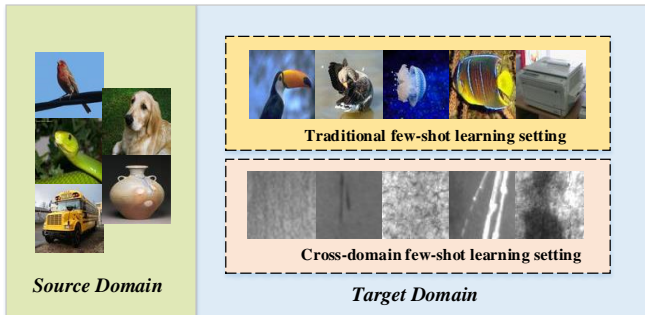 Traditional few-shot learning setting
Cross-domain few-shot learning setting
Source Domain
Target Domain